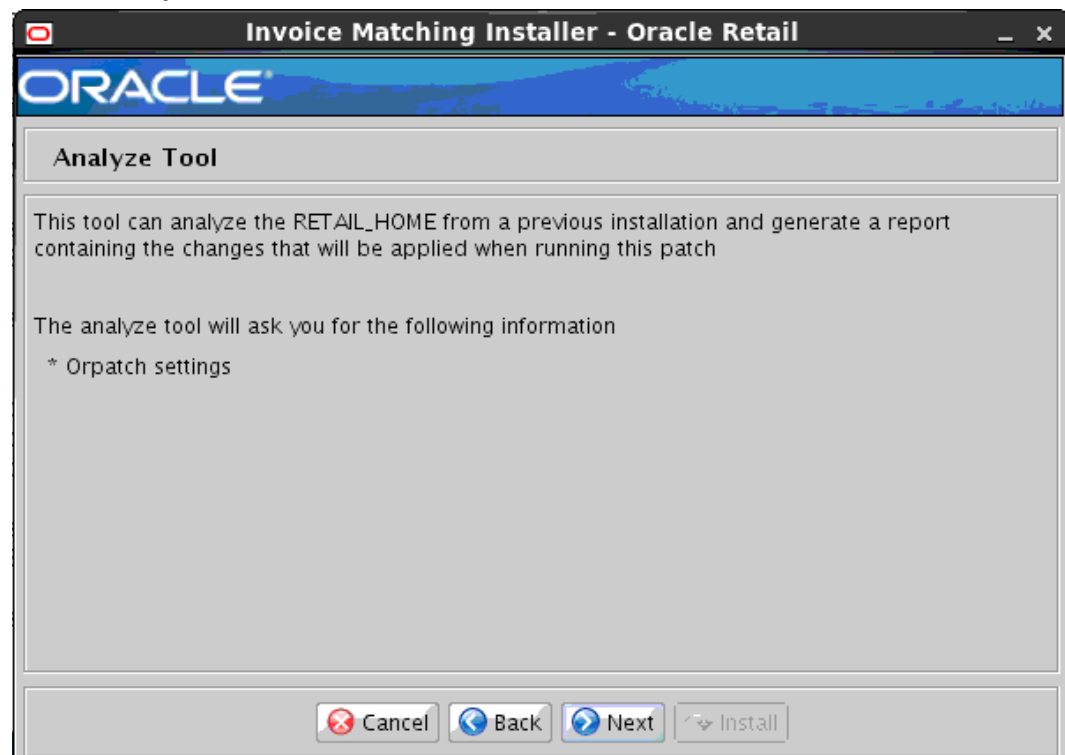 Invoice Matching Installer - Oracle Retail
ORACLE
Analyze Tool
This tool can analyze the RETAIL_HOME from a previous installation and generate a report
containing the changes that will be applied when running this patch
The analyze tool will ask you for the following information
* Orpatch settings
Cancel Back Next Install